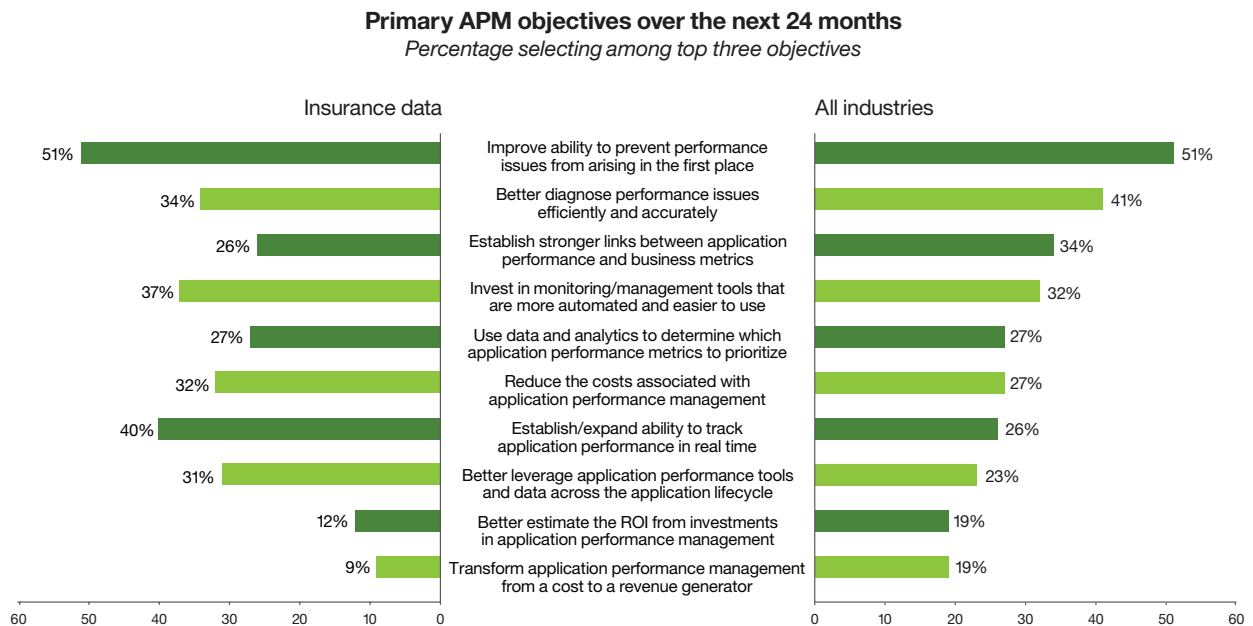 Primary APM objectives over the next 24 months
Percentage selecting among top three objectives
Insurance data
All industries
51%
Improve ability to prevent performance
issues from arising in the first place
51%
34%
Better diagnose performance issues
efficiently and accurately
41%
26%
Establish stronger links between application
performance and business metrics
34%
37%
Invest in monitoring/management tools that
are more automated and easier to use
32%
27%
Use data and analytics to determine which
application performance metrics to prioritize
27%
32%
Reduce the costs associated with
application performance management
27%
40%
Establish/expand ability to track
application performance in real time
26%
31%
Better leverage application performance tools
and data across the application lifecycle
23%
12%
Better estimate the ROI from investments
in application performance management
19%
9%
Transform application performance management
from a cost to a revenue generator
19%
60 50 40 30 20 10 0
0 10 20 30 40 50 60